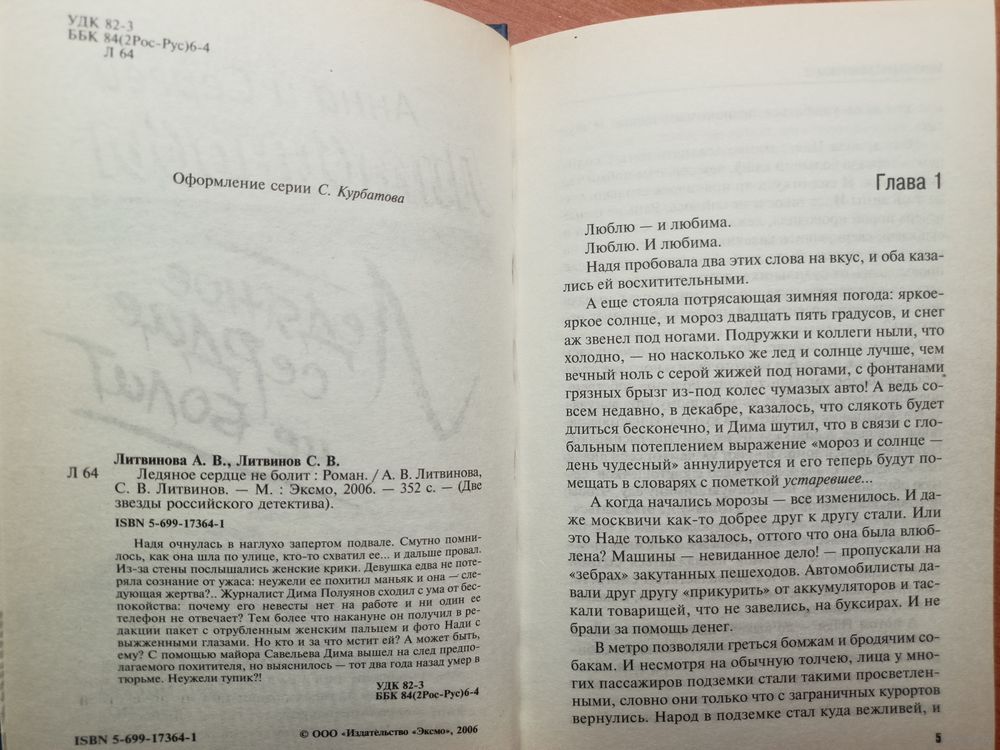 УДК 82-3
ББК 84(2Рос-Рус)6-4
Л 64
Оформление серии С. Курбатова
Литвинова А. В., Литвинов С. В.
Л 64 Ледяное сердце не болит : Роман. / А. В. Литвинова,
С. В. Литвинов. — М. : Эксмо, 2006. — 352 с. — (Две
звезды российского детектива).
ISBN 5-699-17364-1
Надя очнулась в наглухо запертом подвале. Смутно помни-
лось, как она шла по улице, кто-то схватил ее... и дальше провал.
Из-за стены послышались женские крики. Девушка едва не поте-
ряла сознание от ужаса: неужели ее похитил маньяк и она — сле-
дующая жертва?.. Журналист Дима Полуянов сходил с ума от бес-
покойства: почему его невесты нет на работе и ни один ее
телефон не отвечает? Тем более что накануне он получил в ре-
дакции пакет с отрубленным женским пальцем и фото Нади с
выжженными глазами. Но кто и за что мстит ей? А может быть,
ему? С помощью майора Савельева Дима вышел на след предпо-
лагаемого похитителя, но выяснилось — тот два года назад умер в
тюрьме. Неужели тупик?!
УДК 82-3
ББК 84(2Рос-Рус)6-4
ISBN 5-699-17364-1
© ООО «Издательство «Эксмо», 2006
Глава 1
Люблю — и любима.
Люблю. И любима.
Надя пробовала два этих слова на вкус, и оба каза-
лись ей восхитительными.
А еще стояла потрясающая зимняя погода: яркое-
яркое солнце, и мороз двадцать пять градусов, и снег
аж звенел под ногами. Подружки и коллеги ныли, что
холодно, — но насколько же лед и солнце лучше, чем
вечный ноль с серой жижей под ногами, с фонтанами
грязных брызг из-под колес чумазых авто! А ведь со-
всем недавно, в декабре, казалось, что слякоть будет
длиться бесконечно, и Дима шутил, что в связи с гло-
бальным потеплением выражение «мороз и солнце —
день чудесный» аннулируется и его теперь будут по-
мещать в словарях с пометкой устаревшее...
А когда начались морозы — все изменилось. И да-
же москвичи как-то добрее друг к другу стали. Или
это Наде только казалось, оттого что она была влюб-
лена? Машины — невиданное дело! — пропускали на
«зебрах» закутанных пешеходов. Автомобилисты да-
вали друг другу «прикурить» от аккумуляторов и тас-
кали товарищей, что не завелись, на буксирах. И не
брали за помощь денег.
В метро позволяли греться бомжам и бродячим со-
бакам. И несмотря на обычную толчею, лица у мно-
гих пассажиров подземки стали такими просветлен-
ными, словно они только что с заграничных курортов
вернулись. Народ в подземке стал куда вежливей, и
5